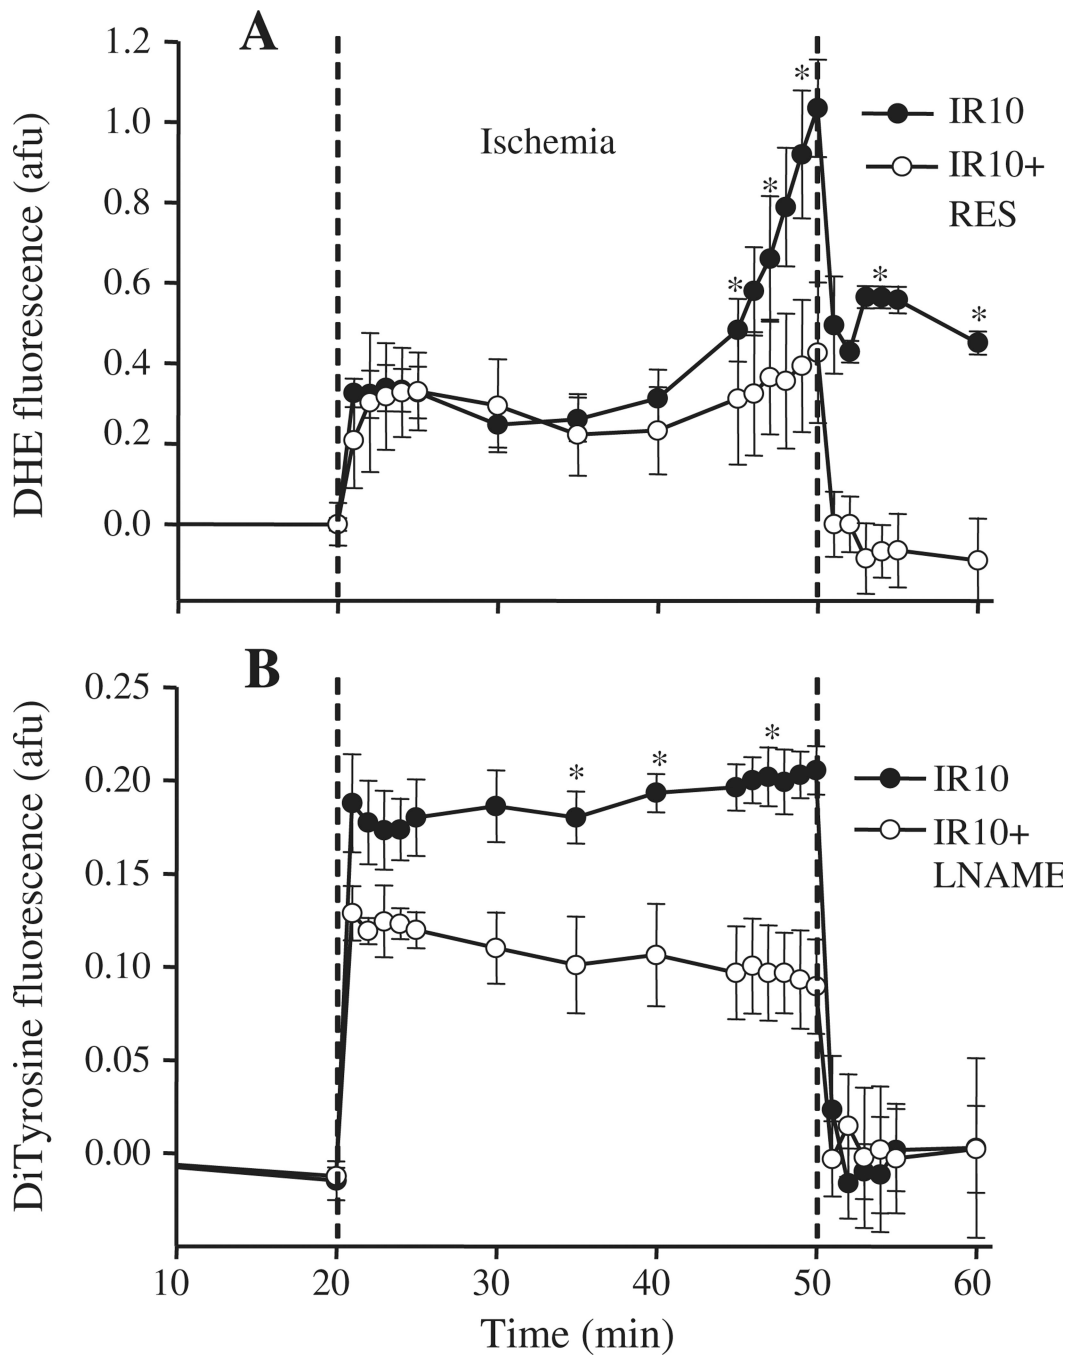 A
1.2
1.0
0.8
0.6
0.4
0.2
0.0
DHE fluorescence (afu)
Ischemia
*
*
*
*
*
IR10
IR10+
RES
B
0.25
0.20
0.15
0.10
0.05
0.00
DiTyrosine fluorescence (afu)
*
*
*
IR10
IR10+
LNAME
10 20 30 40 50 60
Time (min)